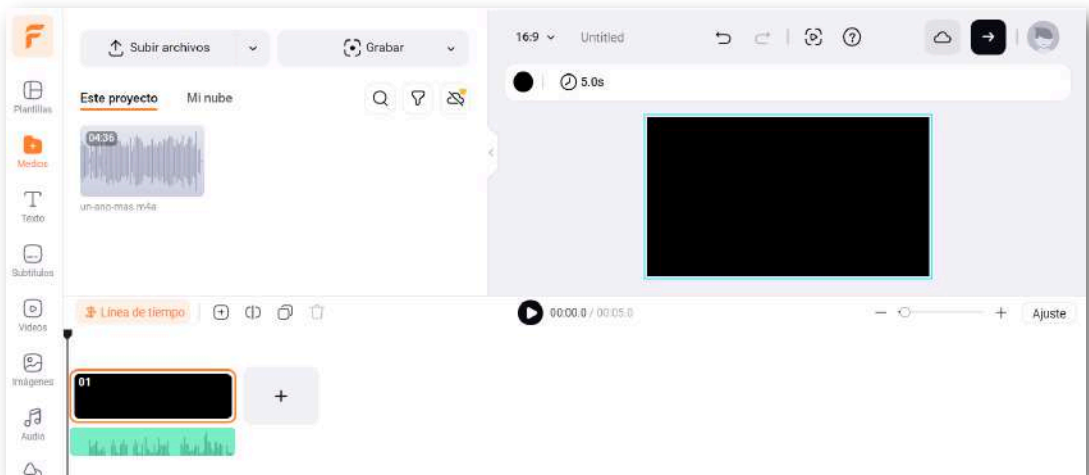 Subir archivos
Grabar
16:9
Untitled
5.0s
Plantillas
Medios
Texto
Subtítulos
Videos
Imágenes
Audio
Este proyecto
Mi nube
04:36
un-ano-mas.m4a
Línea de tiempo
00:00.0 / 00:05.0
Ajuste
01